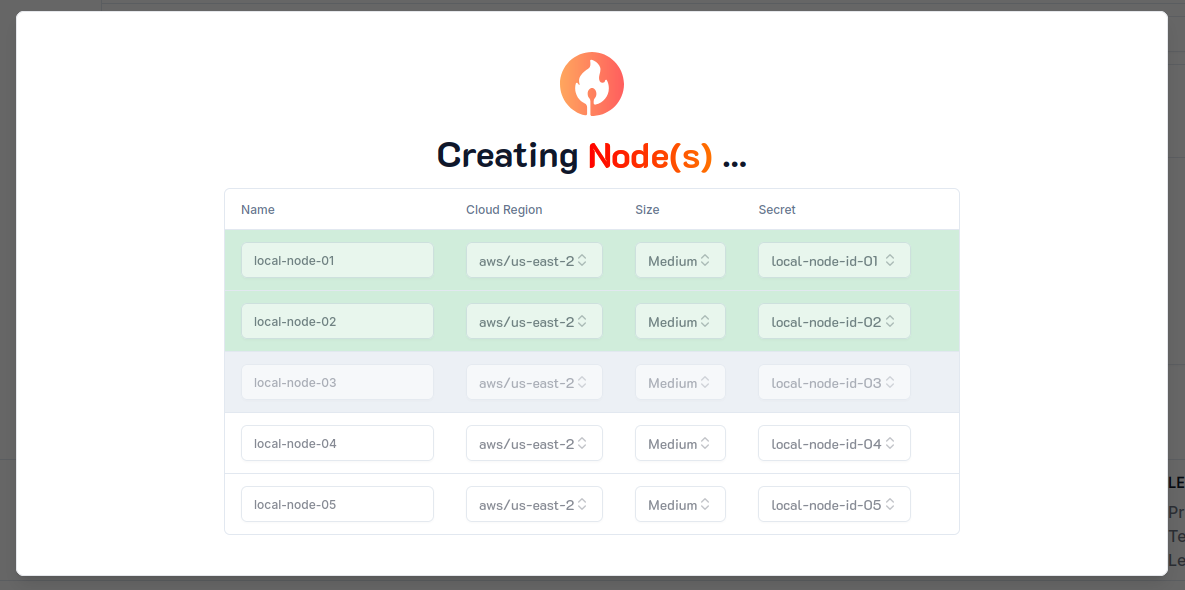 Creating Node(s) ...
Name Cloud Region Size Secret
local-node-01 aws/us-east-2 Medium local-node-id-01
local-node-02 aws/us-east-2 Medium local-node-id-02
local-node-03 aws/us-east-2 Medium local-node-id-03
local-node-04 aws/us-east-2 Medium local-node-id-04
LE
local-node-05 aws/us-east-2 Medium local-node-id-05
Pr
Te
Le